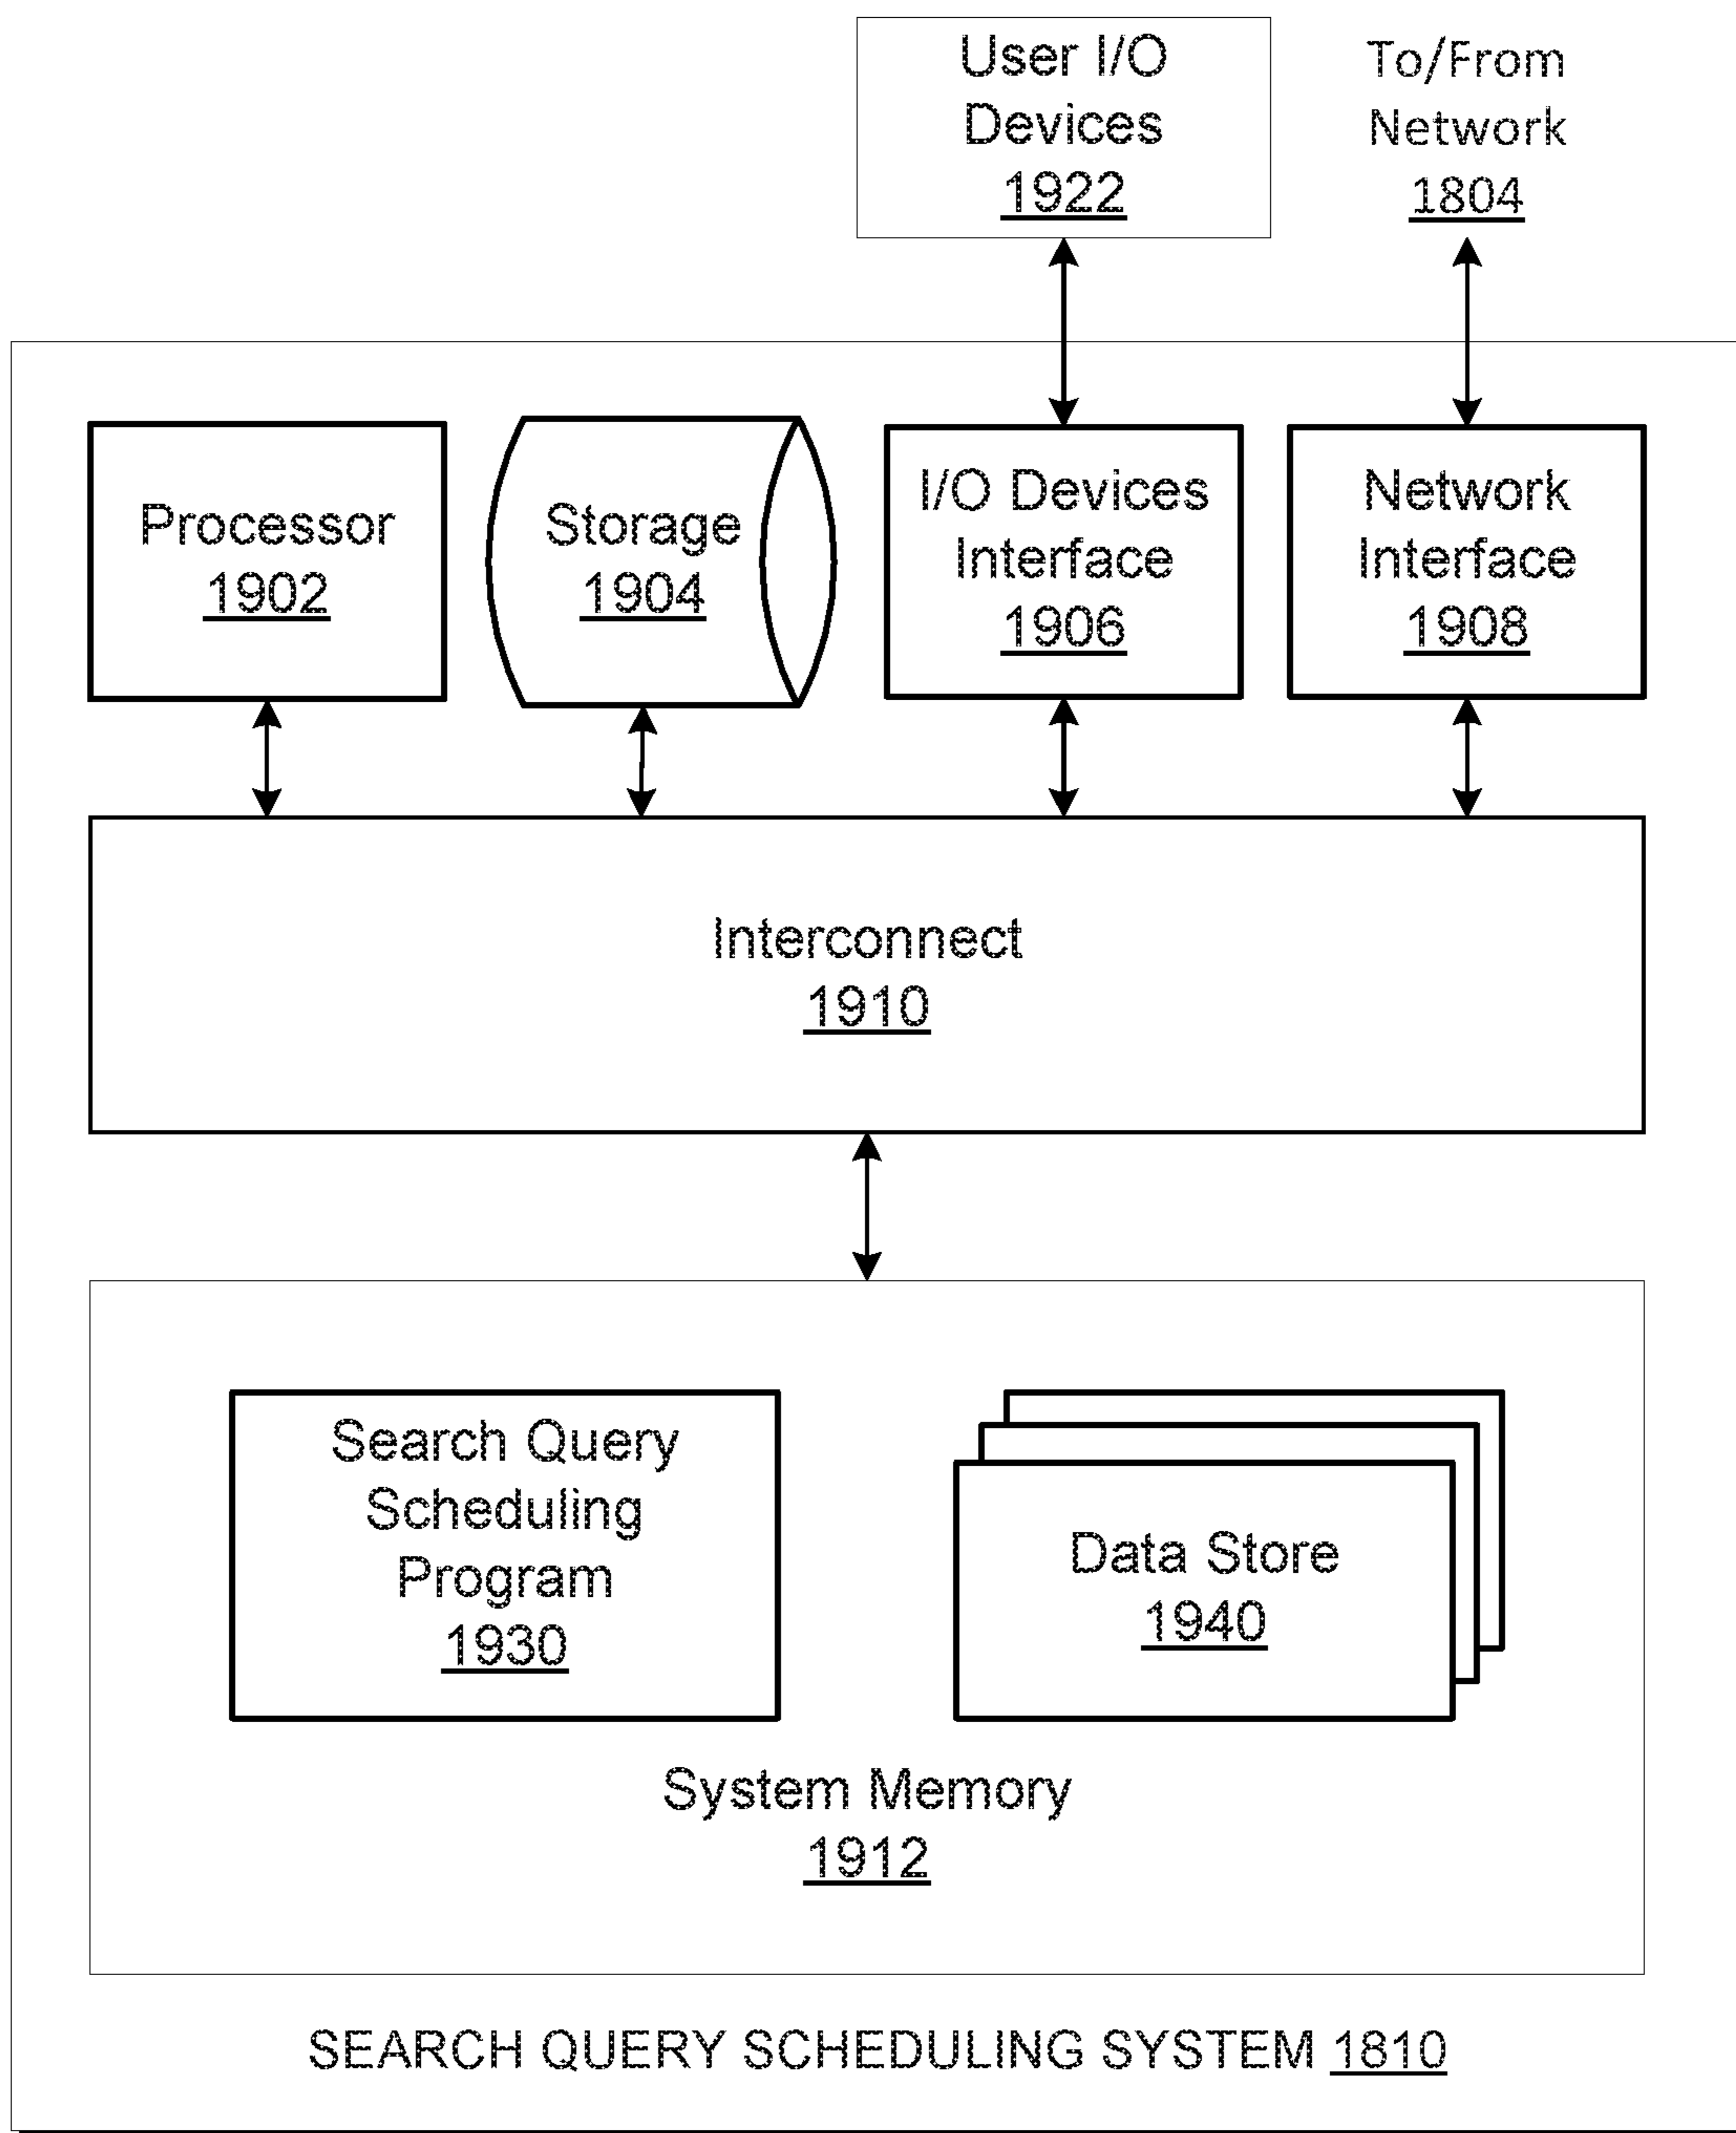 User I/O
Devices
1922
To/From
Network
1804
Processor
1902
Storage
1904
I/O Devices
Interface
1906
Network
Interface
1908
Interconnect
1910
Search Query
Scheduling
Program
1930
Data Store
1940
System Memory
1912
SEARCH QUERY SCHEDULING SYSTEM 1810